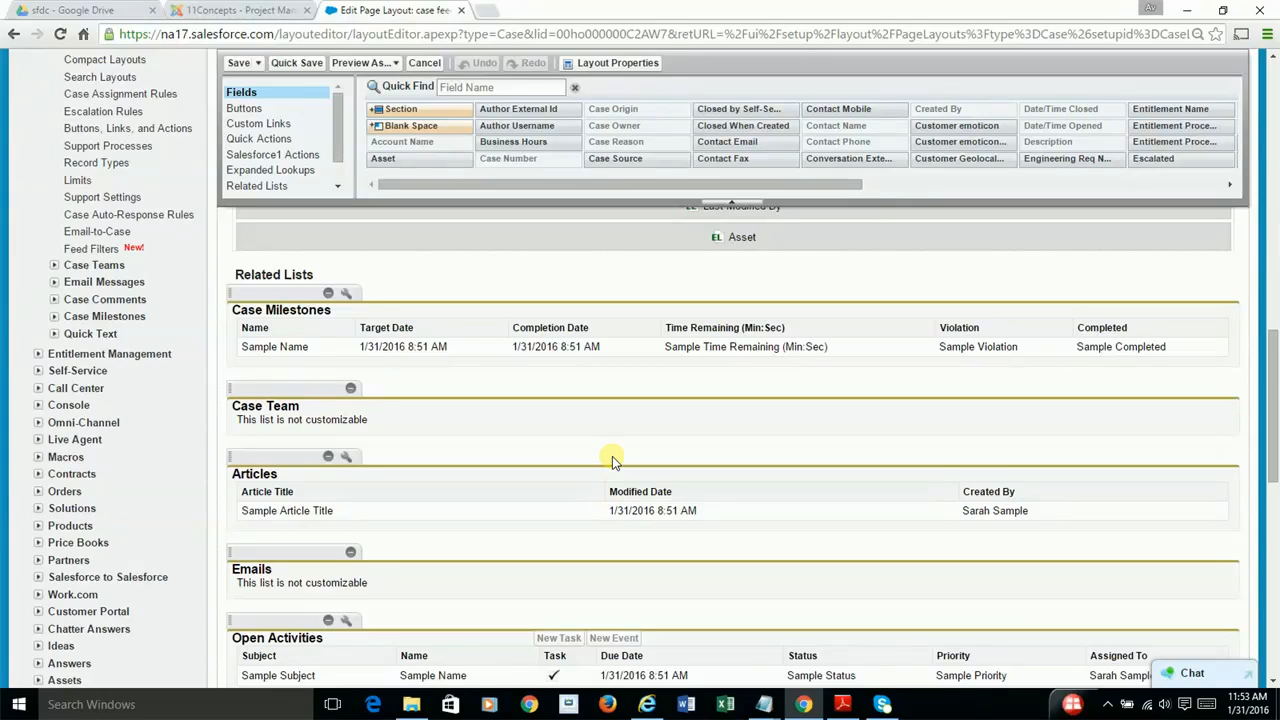 sfdc - Google Drive
11Concepts - Project Man
Edit Page Layout: case fee
Av
https://na17.salesforce.com/layouteditor/layoutEditor.apexp?type=Case&lid=00ho000000C2AW7&retURL=%2Fui%2Fsetup%2Flayout%2FPageLayouts%3Ftype%3DCase%26setupid%3DCaseL
Compact Layouts
Search Layouts
Case Assignment Rules
Escalation Rules
Buttons, Links, and Actions
Support Processes
Record Types
Limits
Support Settings
Case Auto-Response Rules
Email-to-Case
Feed Filters New!
Case Teams
Email Messages
Case Comments
Case Milestones
Quick Text
Entitlement Management
Self-Service
Call Center
Console
Omni-Channel
Live Agent
Macros
Contracts
Orders
Solutions
Products
Price Books
Partners
Salesforce to Salesforce
Work.com
Customer Portal
Chatter Answers
Ideas
Answers
Assets
Save
Quick Save
Preview As...
Cancel
Undo
Redo
Layout Properties
Fields
Buttons
Custom Links
Quick Actions
Salesforce1 Actions
Expanded Lookups
Related Lists
Quick Find Field Name
Section Author External Id Case Origin Closed by Self-Se... Contact Mobile Created By Date/Time Closed Entitlement Name
Blank Space Author Username Case Owner Closed When Created Contact Name Customer emoticon Date/Time Opened Entitlement Proce...
Account Name Business Hours Case Reason Contact Email Contact Phone Customer emoticon... Description Entitlement Proce...
Asset Case Number Case Source Contact Fax Conversation Exte... Customer Geolocat... Engineering Req N... Escalated
Last Modified By
EL Asset
Related Lists
Case Milestones
Name Target Date Completion Date Time Remaining (Min:Sec) Violation Completed
Sample Name 1/31/2016 8:51 AM 1/31/2016 8:51 AM Sample Time Remaining (Min:Sec) Sample Violation Sample Completed
Case Team
This list is not customizable
Articles
Article Title Modified Date Created By
Sample Article Title 1/31/2016 8:51 AM Sarah Sample
Emails
This list is not customizable
Open Activities New Task New Event
Subject Name Task Due Date Status Priority Assigned To
Sample Subject Sample Name 1/31/2016 8:51 AM Sample Status Sample Priority Sarah Sampl
Chat
Search Windows
11:53 AM
1/31/2016